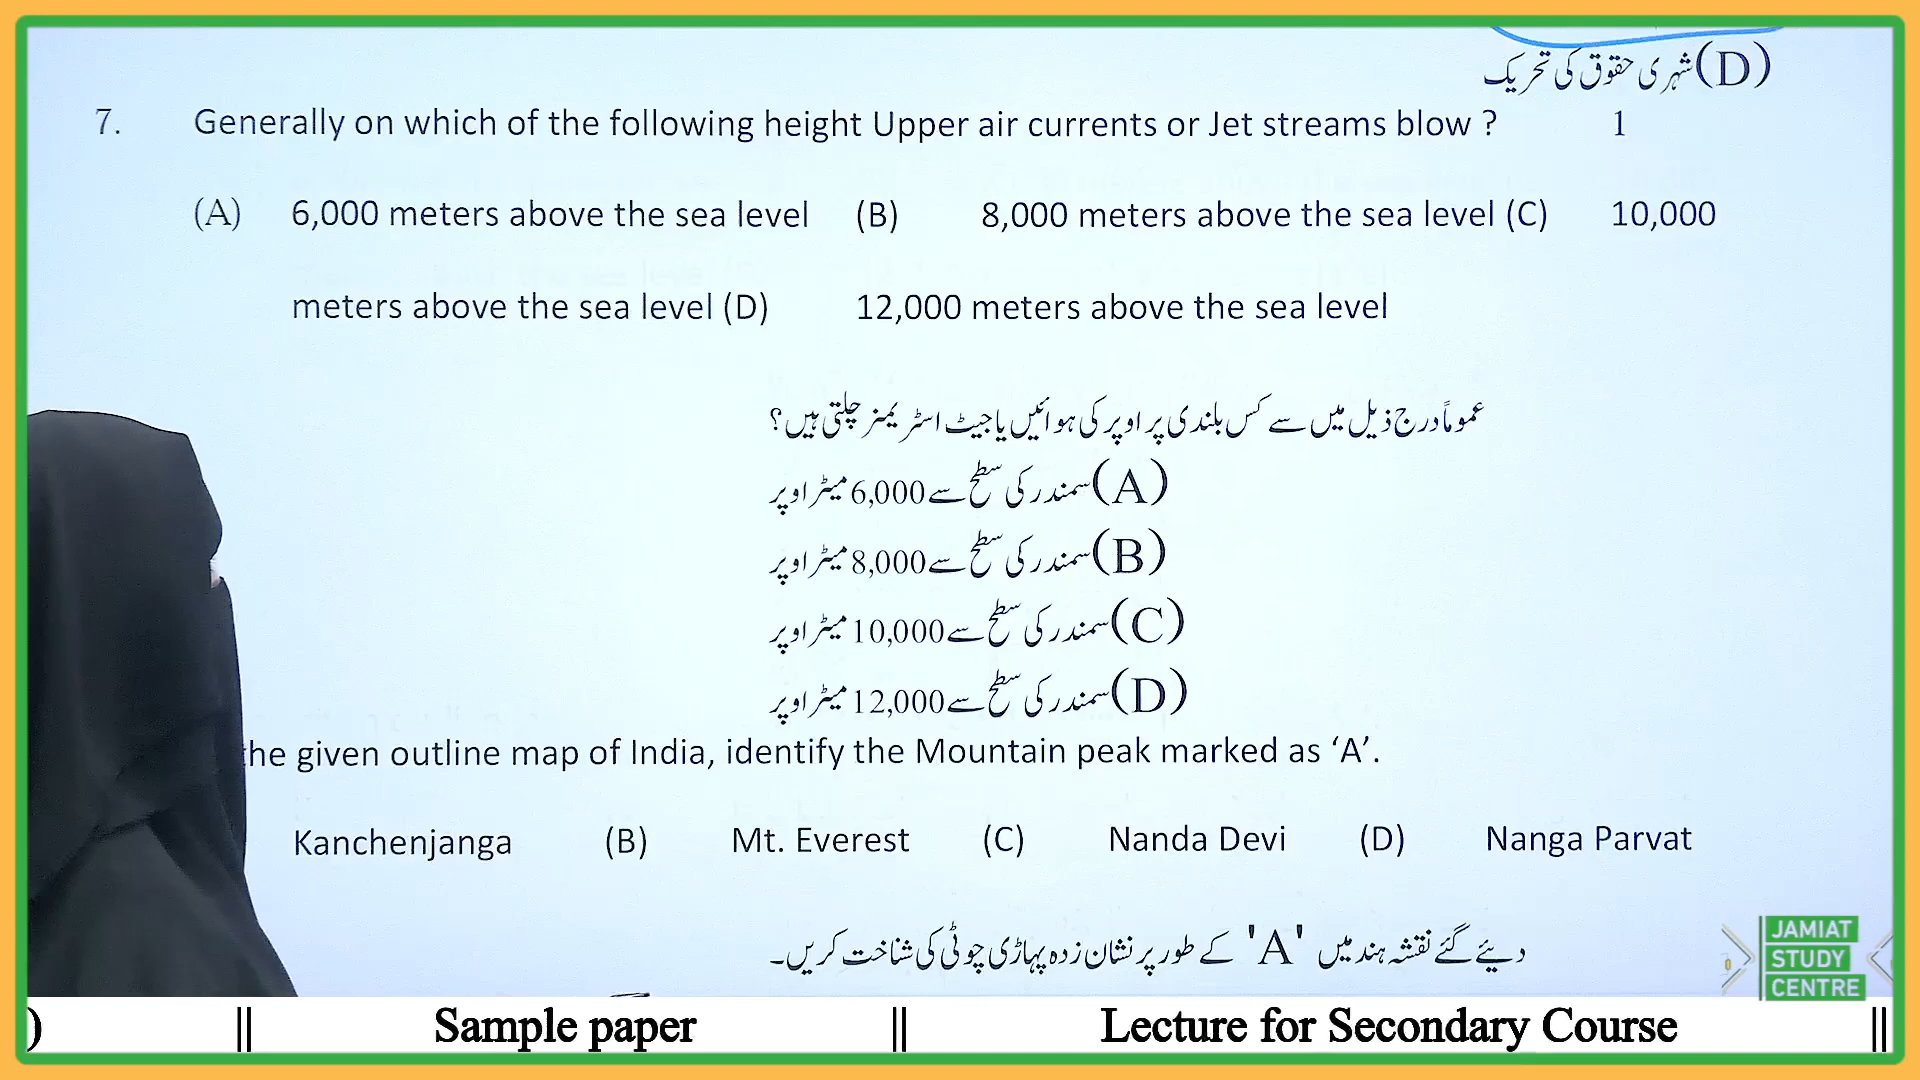 (D)شہری حقوق کی تحریک
7. Generally on which of the following height Upper air currents or Jet streams blow ? 1
(A) 6,000 meters above the sea level (B) 8,000 meters above the sea level (C) 10,000
meters above the sea level (D) 12,000 meters above the sea level
عموماً درج ذیل میں سے کس بلندی پر اوپر کی ہوائیں یا جیٹ اسٹریمز چلتی ہیں؟
(A)سمندر کی سطح سے 6,000 میٹر اوپر
(B)سمندر کی سطح سے 8,000 میٹر اوپر
(C)سمندر کی سطح سے 10,000 میٹر اوپر
(D)سمندر کی سطح سے 12,000 میٹر اوپر
the given outline map of India, identify the Mountain peak marked as ‘A’.
Kanchenjanga (B) Mt. Everest (C) Nanda Devi (D) Nanga Parvat
دیئے گئے نقشہ ہند میں 'A' کے طور پر نشان زدہ پہاڑی چوٹی کی شناخت کریں۔
JAMIAT
STUDY
CENTRE
) || Sample paper || Lecture for Secondary Course ||